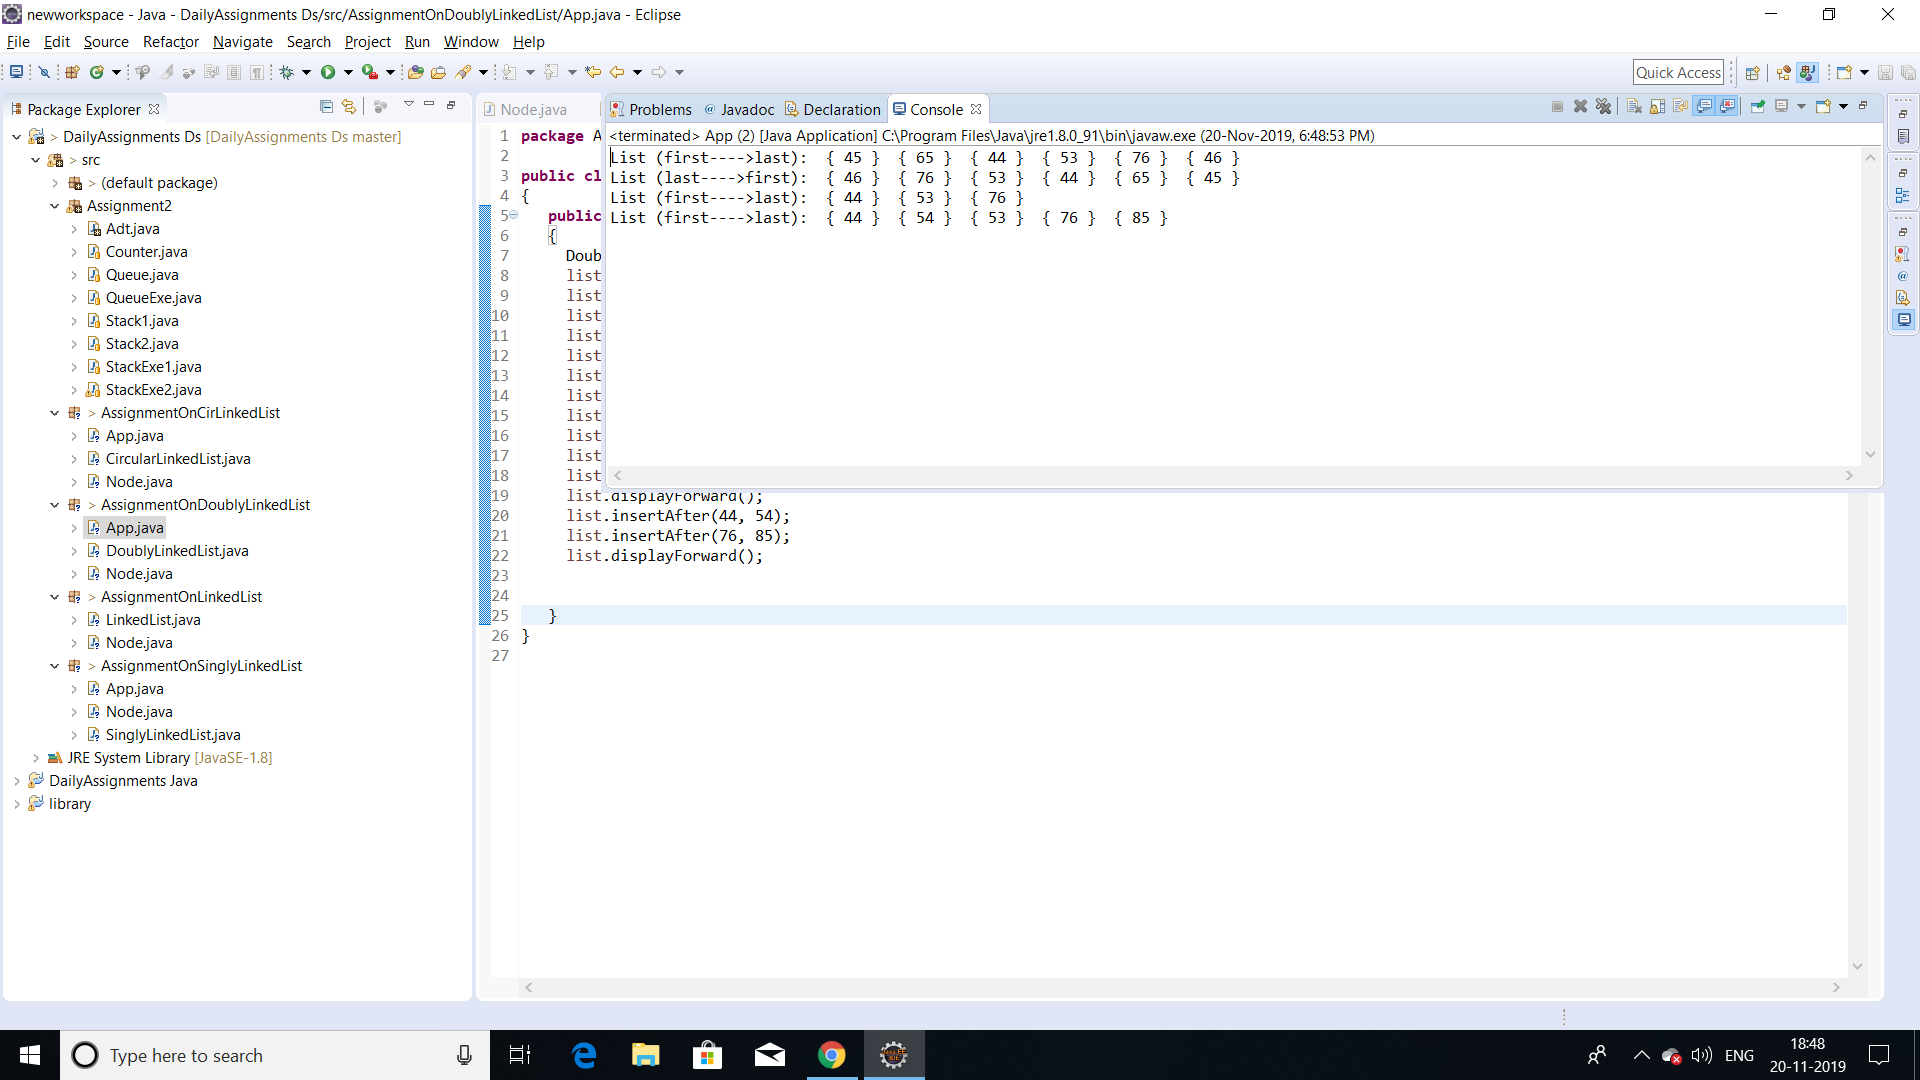 newworkspace - Java - DailyAssignments Ds/src/AssignmentOnDoublyLinkedList/App.java - Eclipse
File Edit Source Refactor Navigate Search Project Run Window Help
Quick Access
Package Explorer
> DailyAssignments Ds [DailyAssignments Ds master]
> src
> (default package)
Assignment2
Adt.java
Counter.java
Queue.java
QueueExe.java
Stack1.java
Stack2.java
StackExe1.java
StackExe2.java
> AssignmentOnCirLinkedList
App.java
CircularLinkedList.java
Node.java
> AssignmentOnDoublyLinkedList
App.java
DoublyLinkedList.java
Node.java
> AssignmentOnLinkedList
LinkedList.java
Node.java
> AssignmentOnSinglyLinkedList
App.java
Node.java
SinglyLinkedList.java
JRE System Library [JavaSE-1.8]
DailyAssignments Java
library
Node.java
1 package A
2
3 public cl
4 {
5 public
6 {
7 Doub
8 list
9 list
10 list
11 list
12 list
13 list
14 list
15 list
16 list
17 list
18 list
19 list.displayForward();
20 list.insertAfter(44, 54);
21 list.insertAfter(76, 85);
22 list.displayForward();
23
24
25 }
26 }
27
Problems @ Javadoc Declaration Console
<terminated> App (2) [Java Application] C:\Program Files\Java\jre1.8.0_91\bin\javaw.exe (20-Nov-2019, 6:48:53 PM)
List (first---->last): { 45 } { 65 } { 44 } { 53 } { 76 } { 46 }
List (last---->first): { 46 } { 76 } { 53 } { 44 } { 65 } { 45 }
List (first---->last): { 44 } { 53 } { 76 }
List (first---->last): { 44 } { 54 } { 53 } { 76 } { 85 }
Type here to search
ENG
18:48
20-11-2019